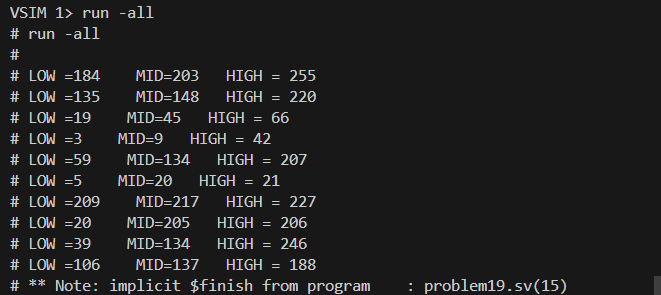 VSIM 1> run -all
# run -all
#
# LOW =184    MID=203   HIGH = 255
# LOW =135    MID=148   HIGH = 220
# LOW =19    MID=45   HIGH = 66
# LOW =3    MID=9   HIGH = 42
# LOW =59    MID=134   HIGH = 207
# LOW =5    MID=20   HIGH = 21
# LOW =209    MID=217   HIGH = 227
# LOW =20    MID=205   HIGH = 206
# LOW =39    MID=134   HIGH = 246
# LOW =106    MID=137   HIGH = 188
# ** Note: implicit $finish from program    : problem19.sv(15)